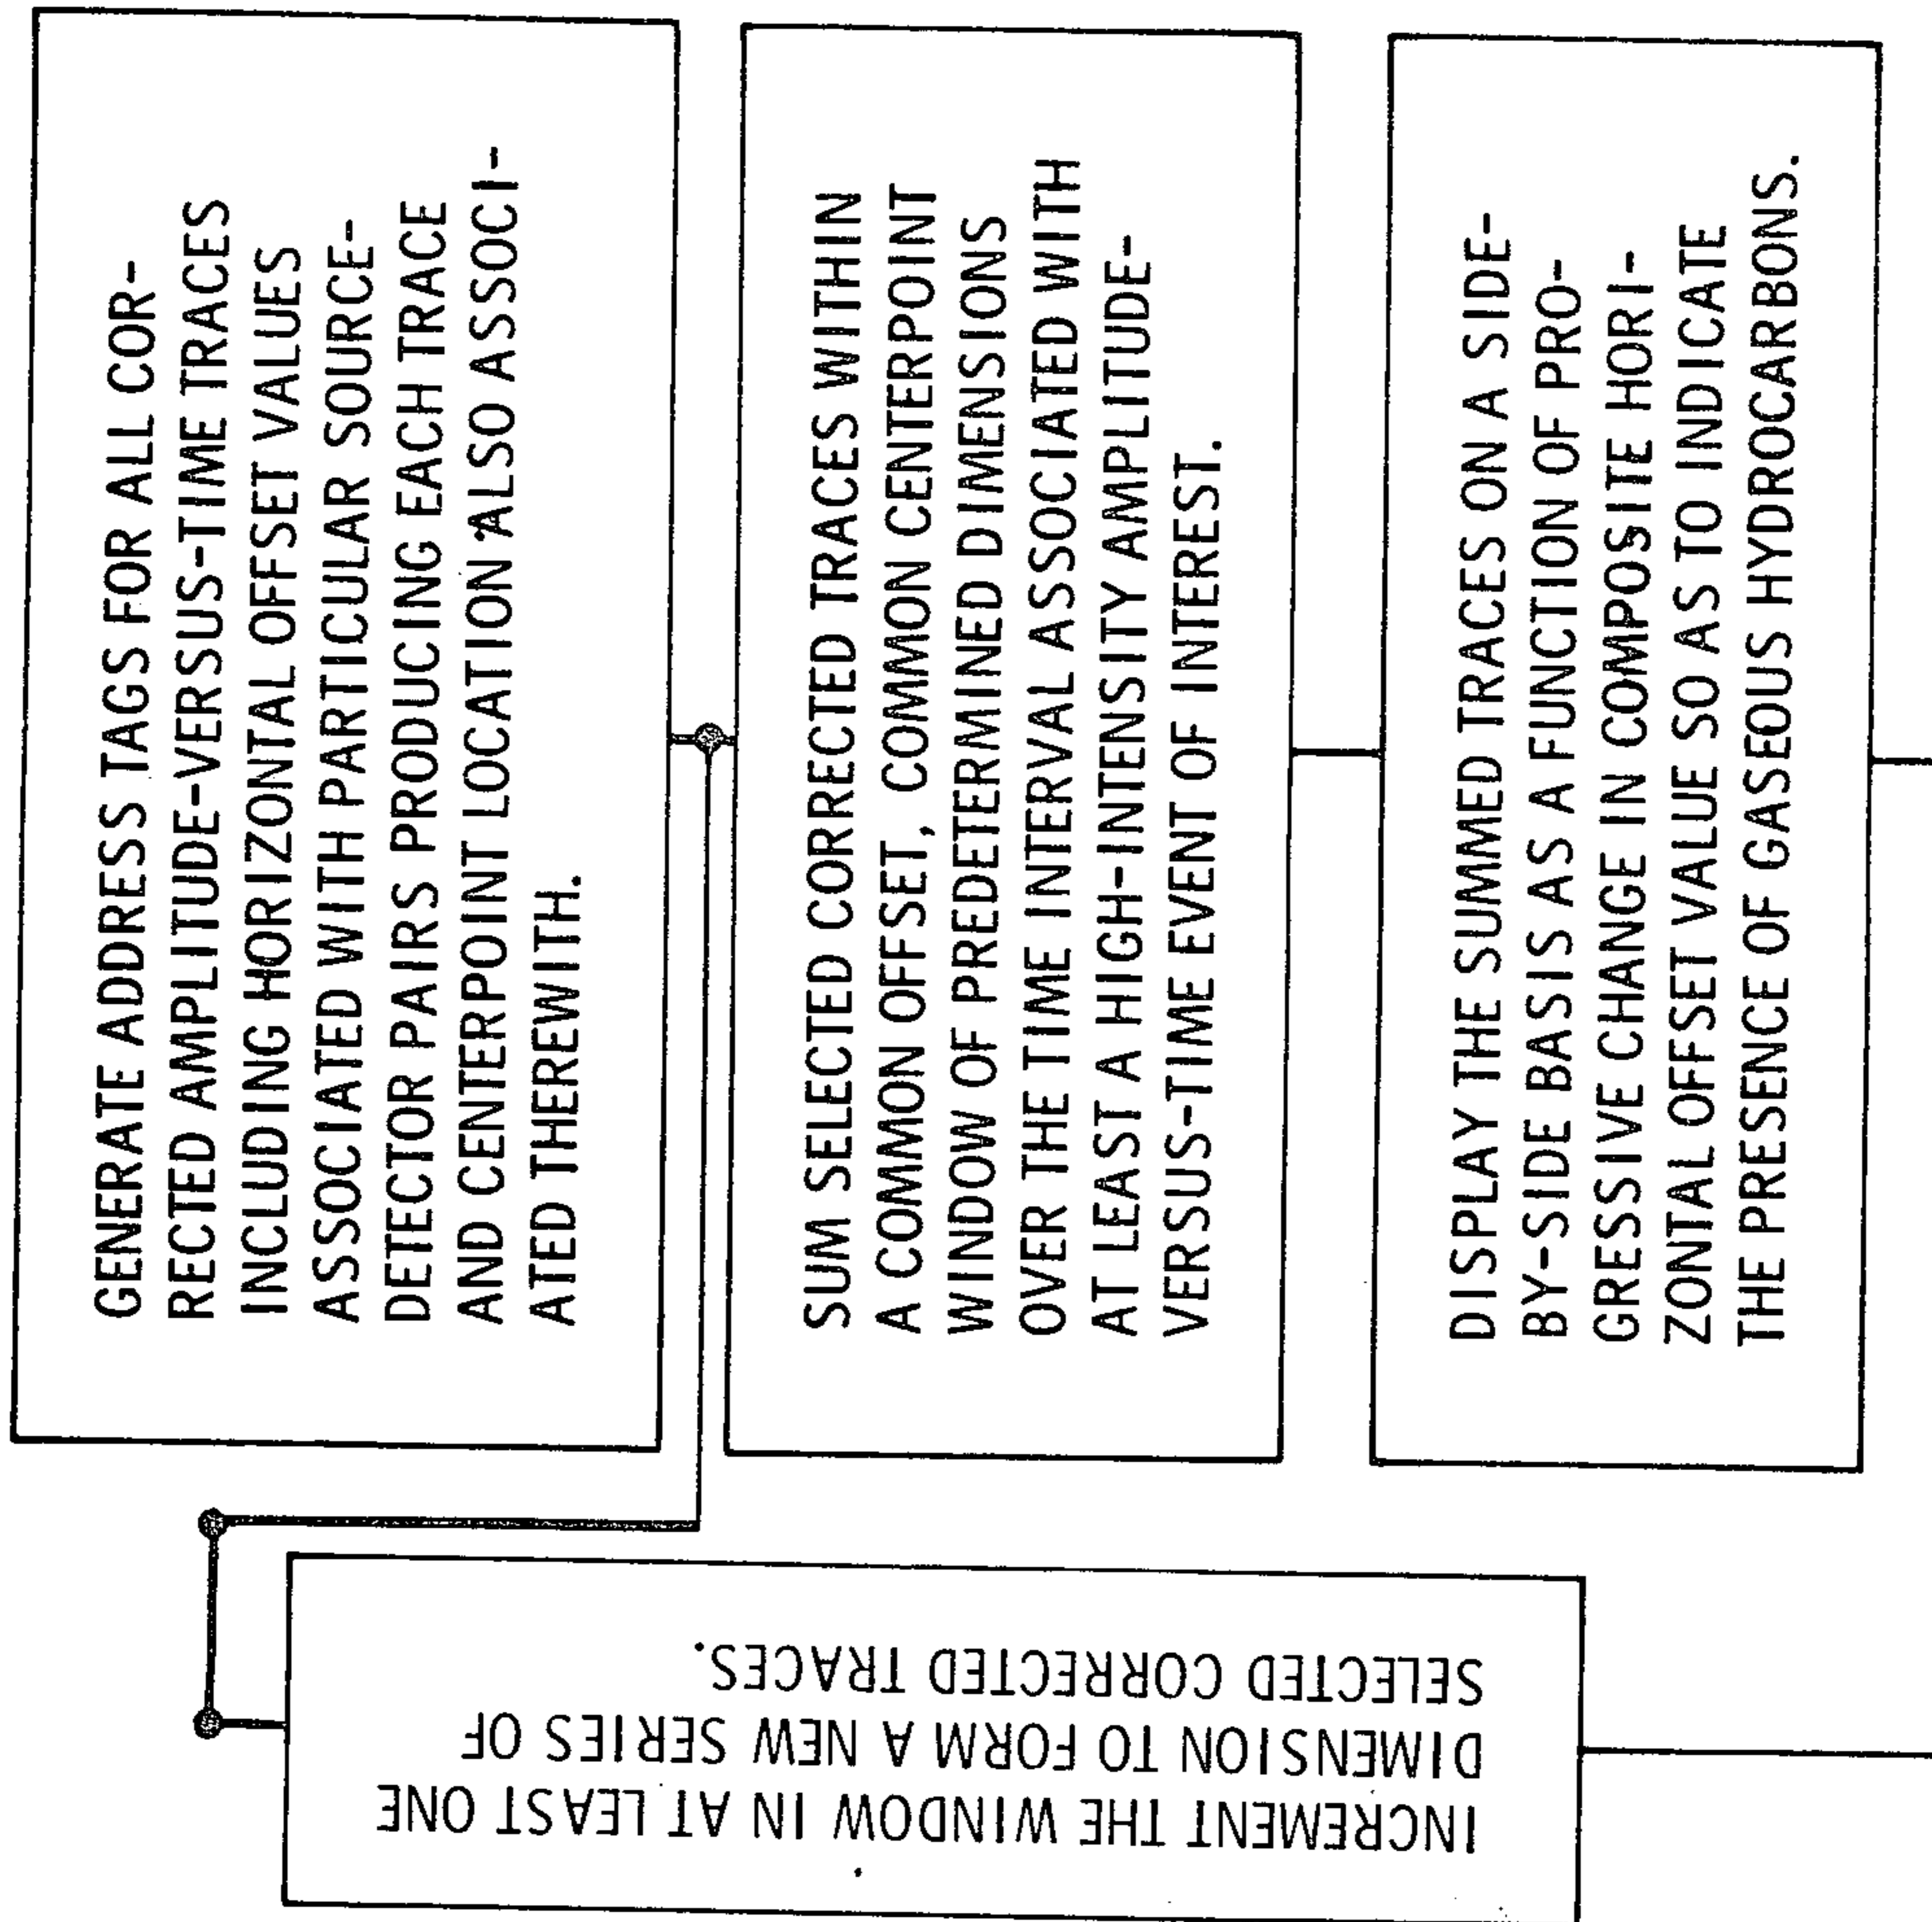 GENERATE ADDRESS TAGS FOR ALL COR-
RECTED AMPLITUDE-VERSUS-TIME TRACES
INCLUDING HORIZONTAL OFFSET VALUES
ASSOCIATED WITH PARTICULAR SOURCE-
DETECTOR PAIRS PRODUCING EACH TRACE
AND CENTERPOINT LOCATION ALSO ASSOCI-
ATED THEREWITH.
SUM SELECTED CORRECTED TRACES WITHIN
A COMMON OFFSET, COMMON CENTERPOINT
WINDOW OF PREDETERMINED DIMENSIONS
OVER THE TIME INTERVAL ASSOCIATED WITH
AT LEAST A HIGH-INTENSITY AMPLITUDE-
VERSUS-TIME EVENT OF INTEREST.
DISPLAY THE SUMMED TRACES ON A SIDE-
BY-SIDE BASIS AS A FUNCTION OF PRO-
GRESSIVE CHANGE IN COMPOSITE HORI-
ZONTAL OFFSET VALUE SO AS TO INDICATE
THE PRESENCE OF GASEOUS HYDROCARBONS.
INCREMENT THE WINDOW IN AT LEAST ONE
DIMENSION TO FORM A NEW SERIES OF
SELECTED CORRECTED TRACES.